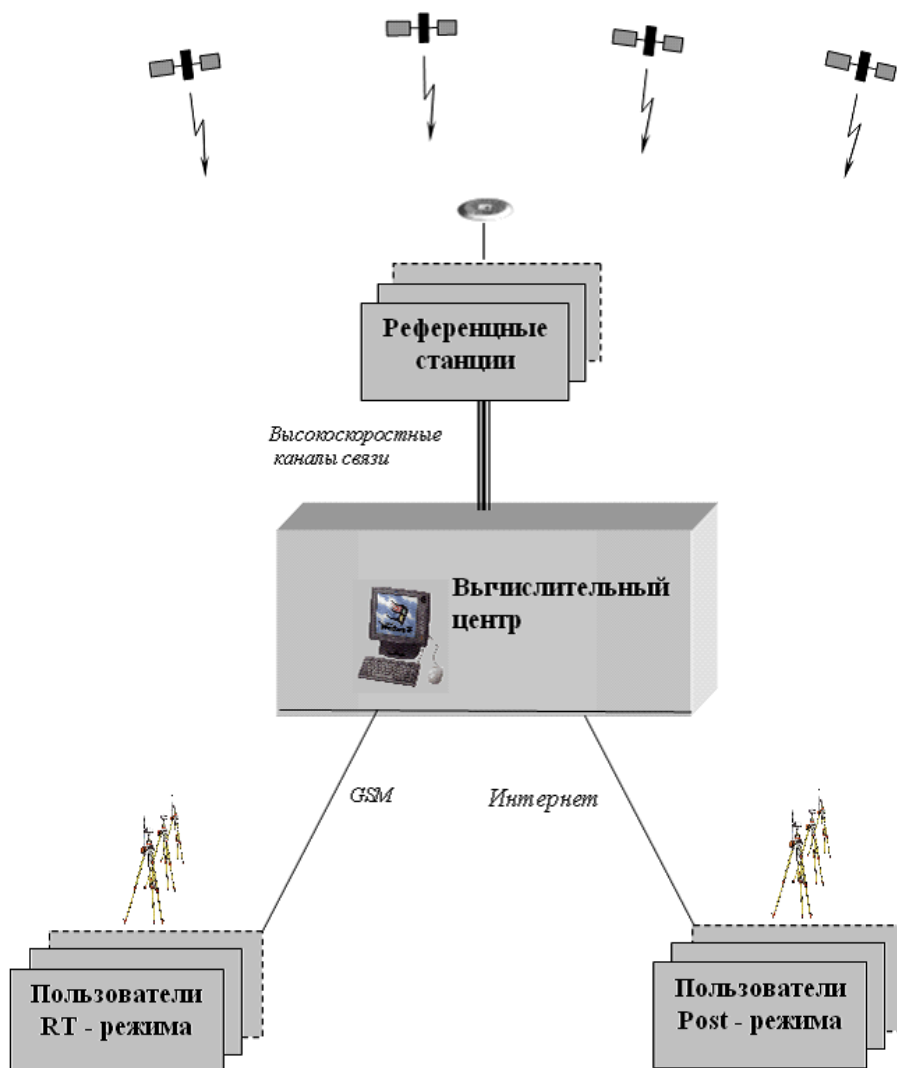 Референцные
станции
Высокоскоростные
каналы связи
Вычислительный
центр
GSM
Интернет
Пользователи
RT - режима
Пользователи
Post - режима